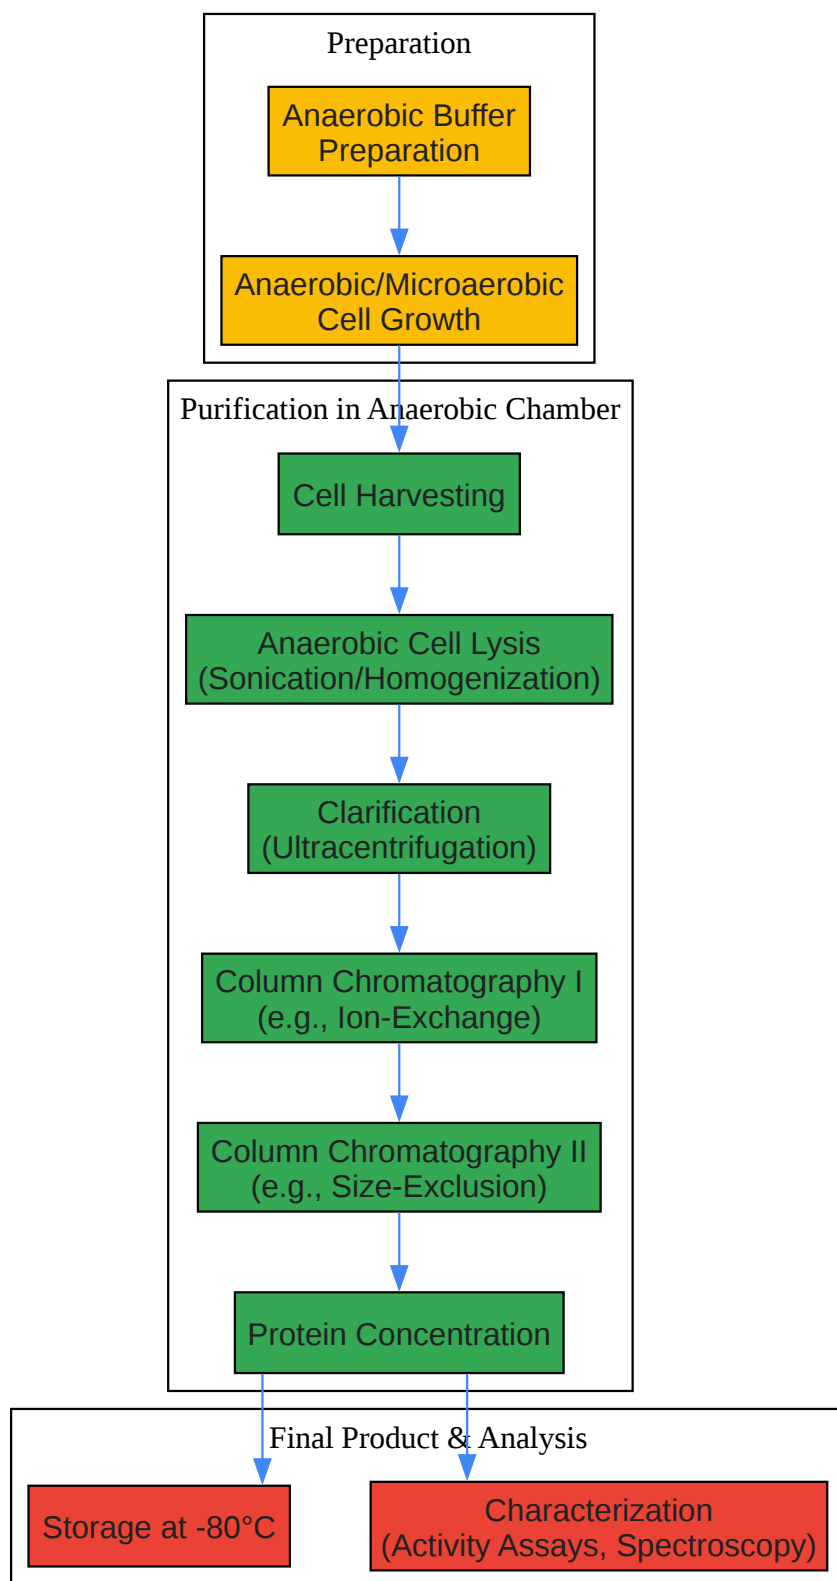 Preparation
Anaerobic Buffer
Preparation
Anaerobic/Microaerobic
Cell Growth
Purification in Anaerobic Chamber
Cell Harvesting
Anaerobic Cell Lysis
(Sonication/Homogenization)
Clarification
(Ultracentrifugation)
Column Chromatography I
(e.g., Ion-Exchange)
Column Chromatography II
(e.g., Size-Exclusion)
Protein Concentration
Final Product & Analysis
Storage at -80°C
Characterization
(Activity Assays, Spectroscopy)